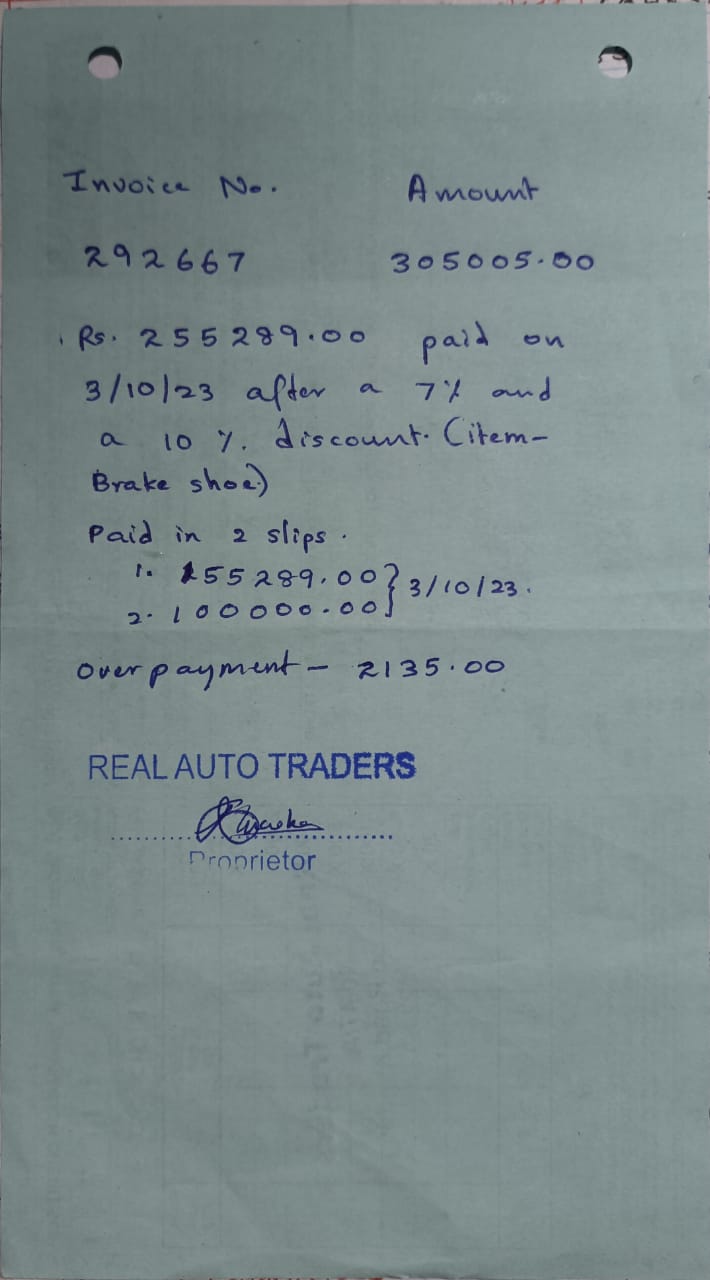 Invoice No. Amount
292667 305005.00
Rs. 255289.00 paid on
3/10/23 after a 7% and
a 10 %. discount. (item-
Brake shoe)
Paid in 2 slips.
1. 155289.00 } 3/10/23.
2. 100000.00
Over payment - 2135.00
REAL AUTO TRADERS
Proprietor